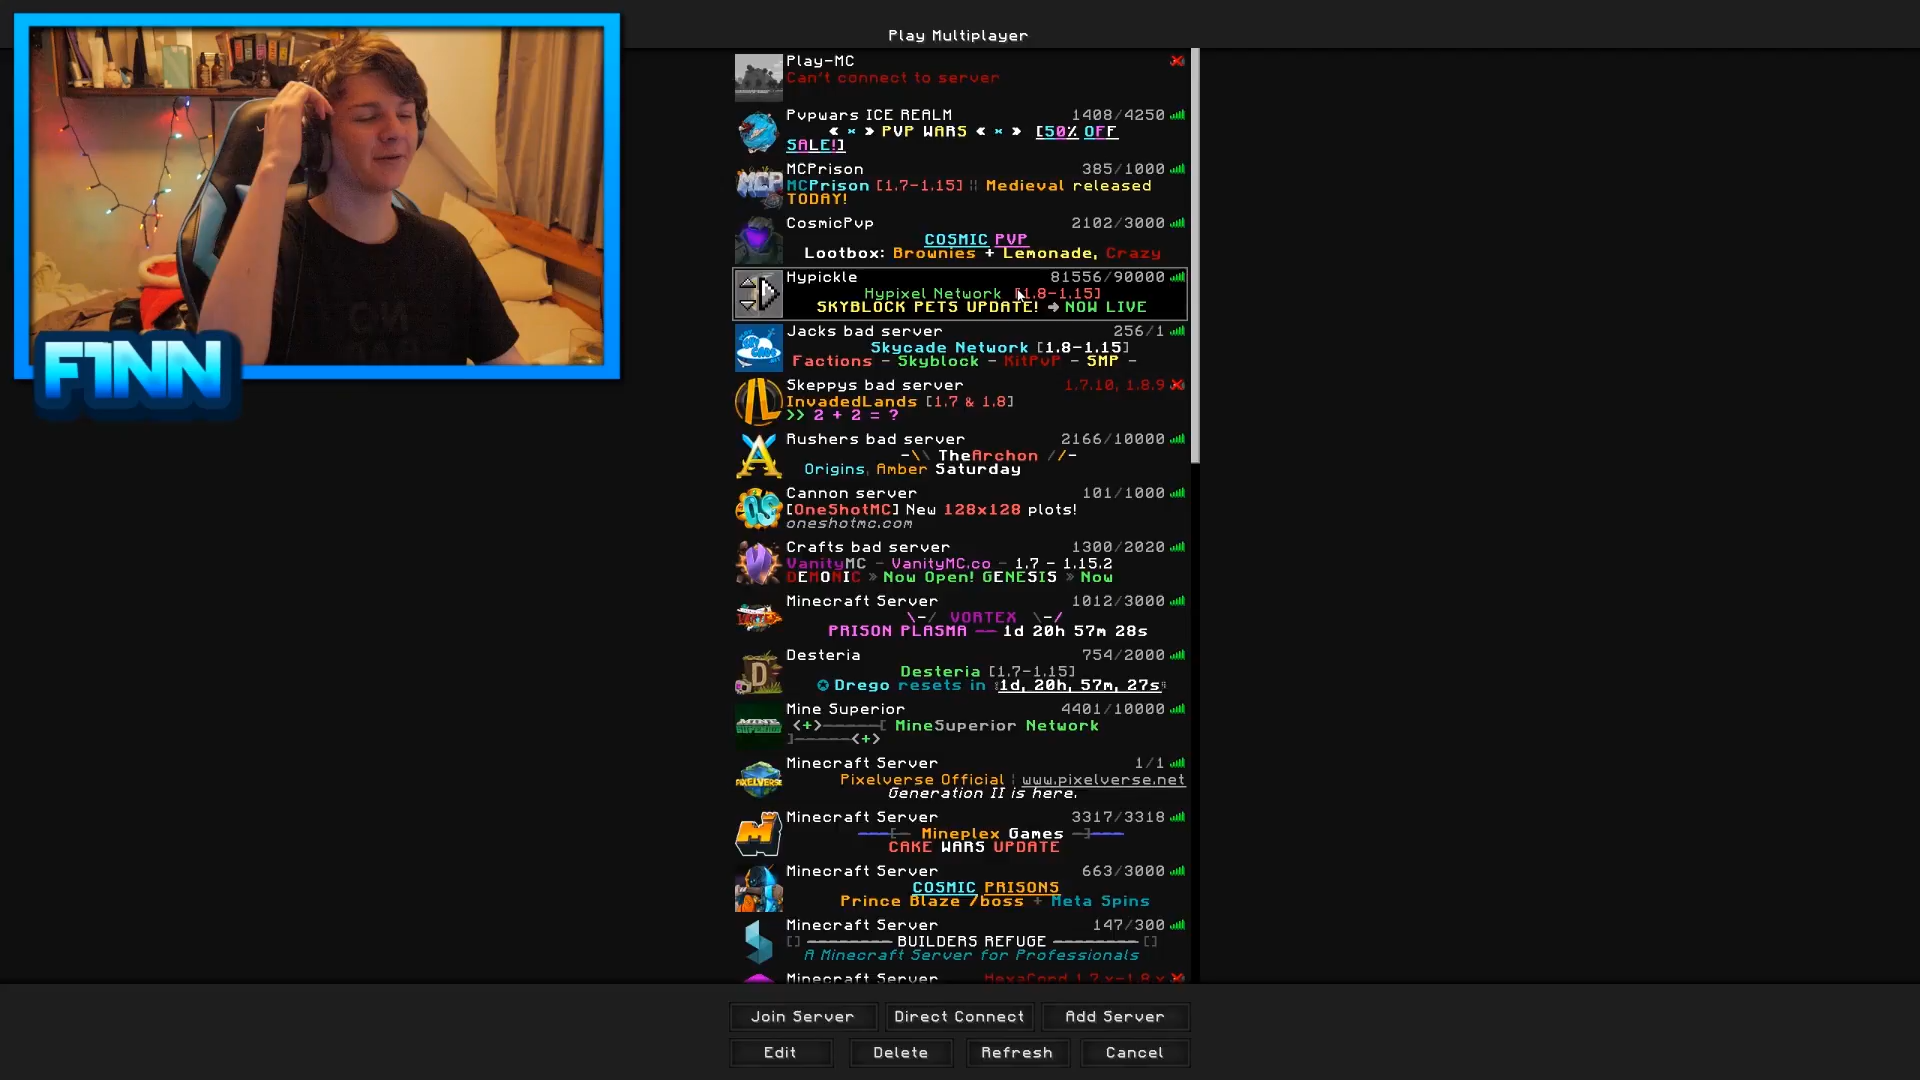 Play Multiplayer
Play-MC
Can't connect to server
Pvpwars ICE REALM 1408/4250
« × » PVP WARS « × » [50% OFF
SALE!]
MCPrison 385/1000
MCPrison [1.7-1.15] ¦¦ Medieval released
TODAY!
CosmicPvp 2102/3000
COSMIC PVP
Lootbox: Brownies + Lemonade, Crazy
Hypickle 81556/90000
Hypixel Network [1.8-1.15]
SKYBLOCK PETS UPDATE! → NOW LIVE
Jacks bad server 256/1
Skycade Network [1.8-1.15]
Factions - Skyblock - KitPvP - SMP -
Skeppys bad server 1.7.10, 1.8.9
InvadedLands [1.7 & 1.8]
>> 2 + 2 = ?
Rushers bad server 2166/10000
-\\ TheArchon //-
Origins, Amber Saturday
Cannon server 101/1000
[OneShotMC] New 128x128 plots!
oneshotmc.com
Crafts bad server 1300/2020
VanityMC - VanityMC.co - 1.7 - 1.15.2
DEMONIC » Now Open! GENESIS » Now
Minecraft Server 1012/3000
\-/ VORTEX \-/
PRISON PLASMA — 1d 20h 57m 28s
Desteria 754/2000
Desteria [1.7-1.15]
✪ Drego resets in 1d, 20h, 57m, 27s
Mine Superior 4401/10000
<+>-----[ MineSuperior Network
]-----<+>
Minecraft Server 1/1
Pixelverse Official ¦ www.pixelverse.net
Generation II is here.
Minecraft Server 3317/3318
---[- Mineplex Games -]---
CAKE WARS UPDATE
Minecraft Server 663/3000
COSMIC PRISONS
Prince Blaze /boss + Meta Spins
Minecraft Server 147/300
[] -------- BUILDERS REFUGE -------- []
A Minecraft Server for Professionals
Minecraft Server HexaCord 1.7.x-1.8.x
F1NN
Join Server Direct Connect Add Server
Edit Delete Refresh Cancel